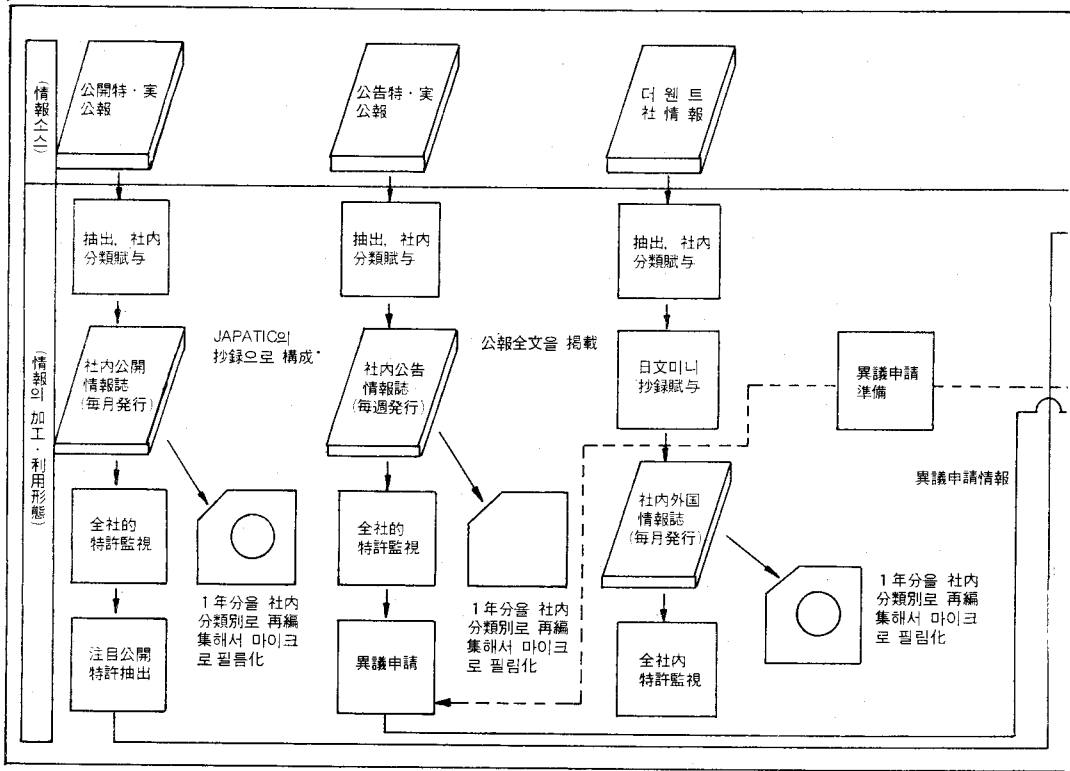 (情報소스)
公開特·実
公報
公告特·実
公報
더웬트
社情報
(情報의 加工·利用形態)
抽出, 社内
分類賦与
抽出, 社内
分類賦与
抽出, 社内
分類賦与
社内公開
情報誌
(毎月発行)
JAPATIC의
抄録으로 構成*
社内公告
情報誌
(毎週発行)
公報全文을 掲載
日文미니
抄録賦与
異議申請
準備
全社的
特許監視
1年分을 社内
分類別로 再編
集해서 마이크
로 필름化
全社的
特許監視
1年分을 社内
分類別로 再編
集해서 마이크
로 필림化
社内外国
情報誌
(毎月発行)
1年分을 社内
分類別로 再編
集해서 마이크
로 필림化
異議申請情報
注目公開
特許抽出
異議申請
全社内
特許監視